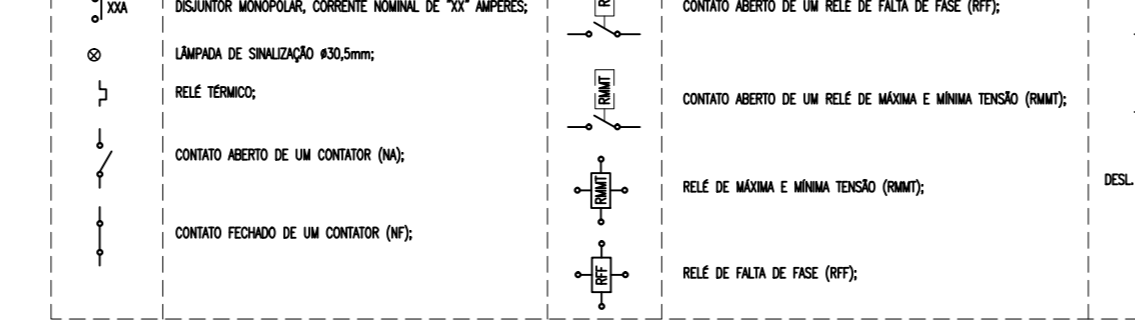 XXA
DISJUNTOR MONOPOLAR, CORRENTE NOMINAL DE "XX" AMPERES;
LÂMPADA DE SINALIZAÇÃO ø30,5mm;
RELÉ TÉRMICO;
CONTATO ABERTO DE UM CONTATOR (NA);
CONTATO FECHADO DE UM CONTATOR (NF);
CONTATO ABERTO DE UM RELÉ DE FALTA DE FASE (RFF);
RMMT
CONTATO ABERTO DE UM RELÉ DE MÁXIMA E MÍNIMA TENSÃO (RMMT);
RMMT
RELÉ DE MÁXIMA E MÍNIMA TENSÃO (RMMT);
RFF
RELÉ DE FALTA DE FASE (RFF);
DESL.